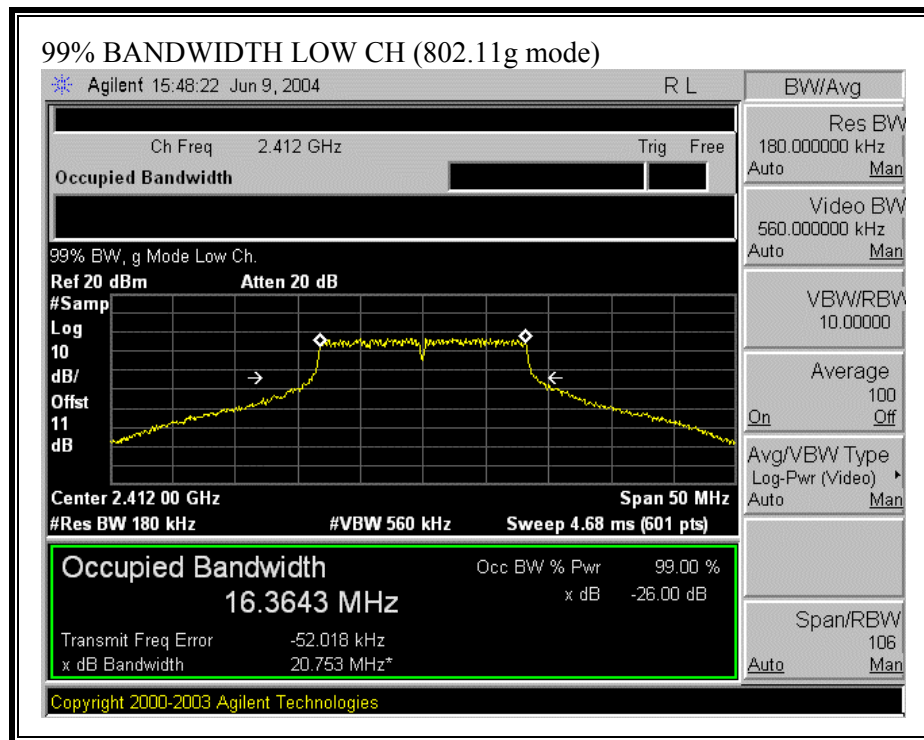 99% BANDWIDTH LOW CH (802.11g mode)
Agilent 15:48:22 Jun 9, 2004 R L
Ch Freq 2.412 GHz Trig Free
Occupied Bandwidth
99% BW, g Mode Low Ch.
Ref 20 dBm Atten 20 dB
#Samp
Log
10
dB/
Offst
11
dB
Center 2.412 00 GHz Span 50 MHz
#Res BW 180 kHz #VBW 560 kHz Sweep 4.68 ms (601 pts)
Occupied Bandwidth
16.3643 MHz
Occ BW % Pwr 99.00 %
x dB -26.00 dB
Transmit Freq Error -52.018 kHz
x dB Bandwidth 20.753 MHz*
Copyright 2000-2003 Agilent Technologies
BW/Avg
Res BW
180.000000 kHz
Auto Man
Video BW
560.000000 kHz
Auto Man
VBW/RBW
10.00000
Average
100
On Off
Avg/VBW Type
Log-Pwr (Video)
Auto Man
Span/RBW
106
Auto Man